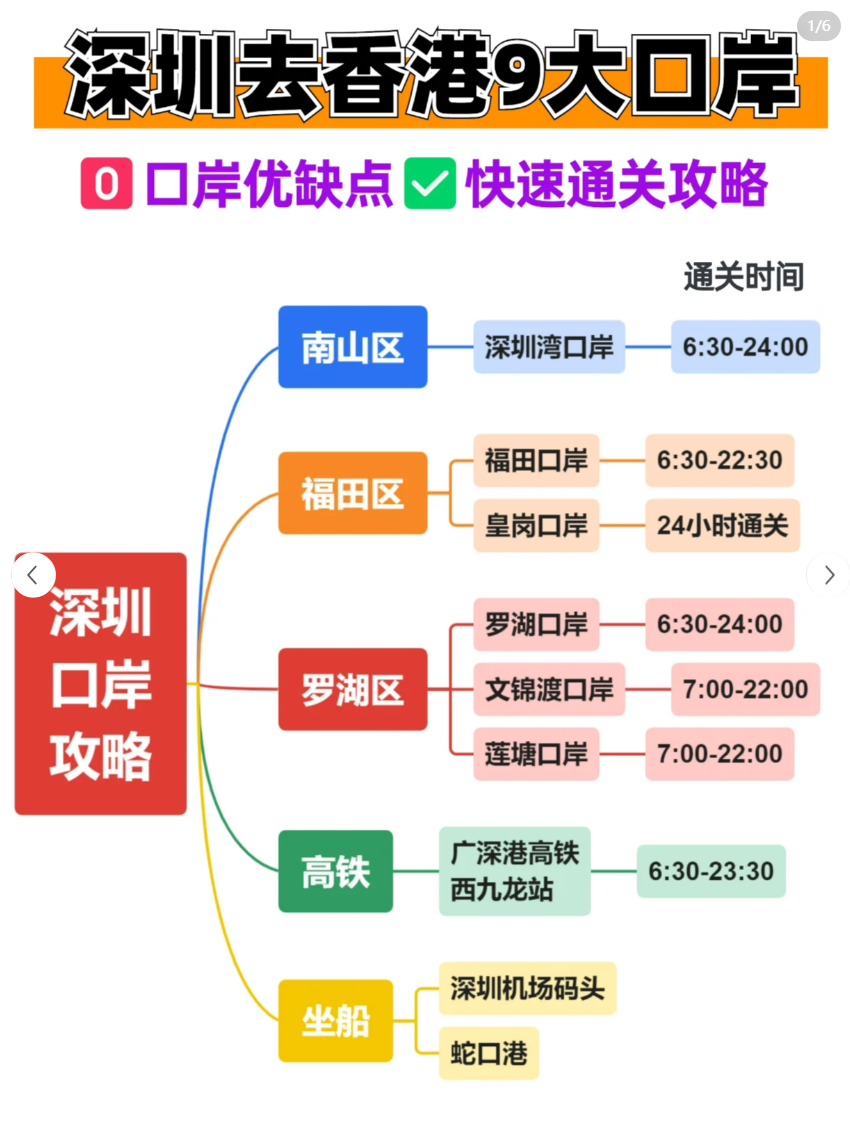 1/6
深圳去香港9大口岸
0 口岸优缺点 ✅ 快速通关攻略
通关时间
南山区 深圳湾口岸 6:30-24:00
福田区
福田口岸 6:30-22:30
皇岗口岸 24小时通关
深圳
口岸
攻略
罗湖区
罗湖口岸 6:30-24:00
文锦渡口岸 7:00-22:00
莲塘口岸 7:00-22:00
高铁
广深港高铁
西九龙站
6:30-23:30
坐船
深圳机场码头
蛇口港